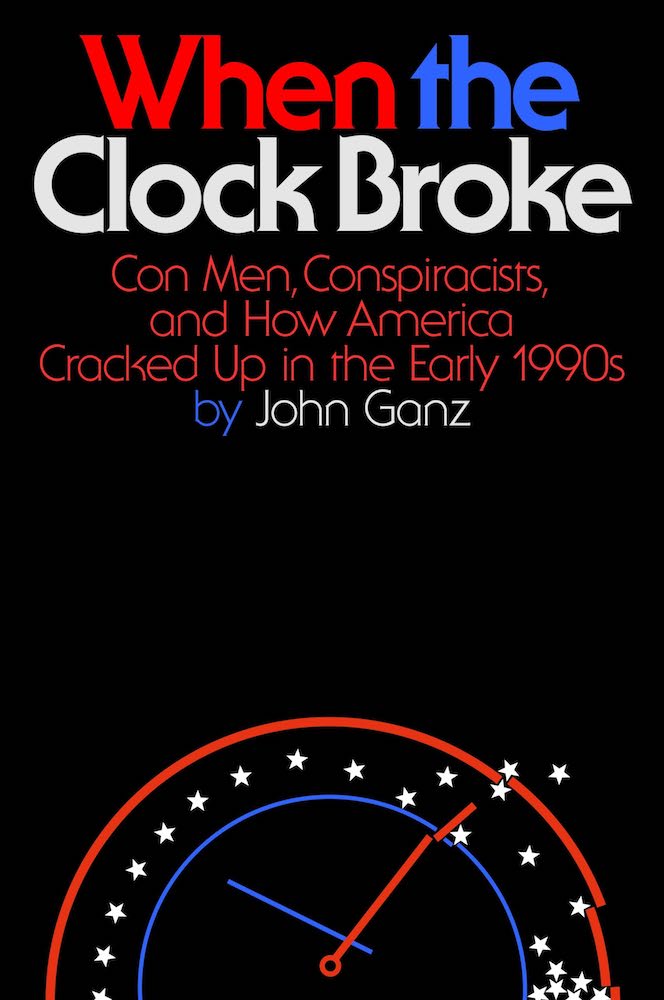 When the
Clock Broke
Con Men, Conspiracists,
and How America
Cracked Up in the Early 1990s
by John Ganz